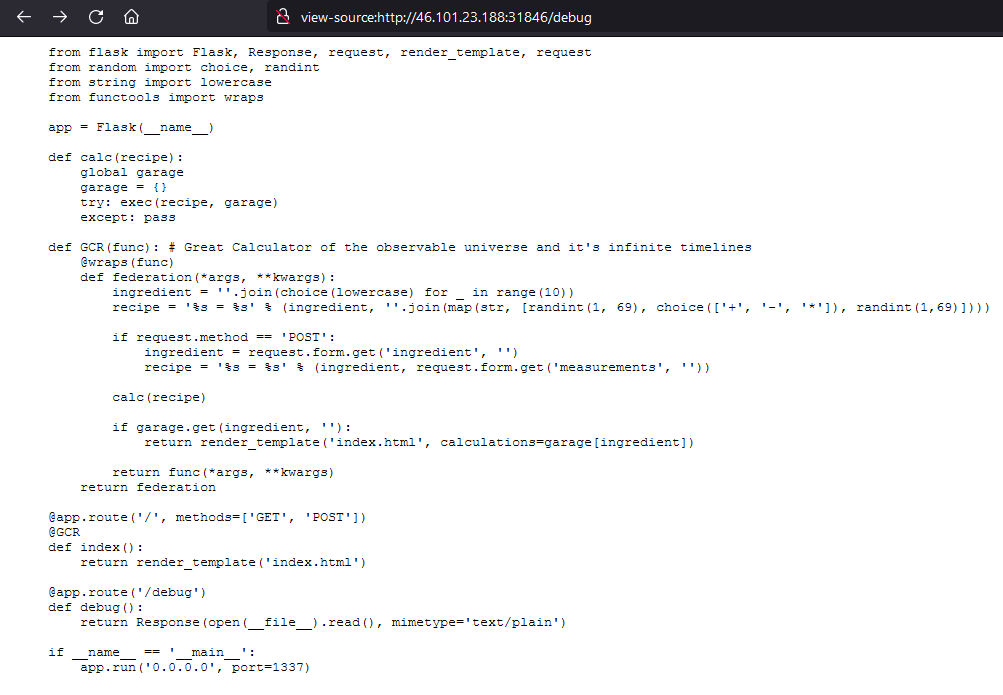 view-source:http://46.101.23.188:31846/debug
from flask import Flask, Response, request, render_template, request
from random import choice, randint
from string import lowercase
from functools import wraps
app = Flask(__name__)
def calc(recipe):
    global garage
    garage = {}
    try: exec(recipe, garage)
    except: pass
def GCR(func): # Great Calculator of the observable universe and it's infinite timelines
    @wraps(func)
    def federation(*args, **kwargs):
        ingredient = ''.join(choice(lowercase) for _ in range(10))
        recipe = '%s = %s' % (ingredient, ''.join(map(str, [randint(1, 69), choice(['+', '-', '*']), randint(1,69)])))
        if request.method == 'POST':
            ingredient = request.form.get('ingredient', '')
            recipe = '%s = %s' % (ingredient, request.form.get('measurements', ''))
        calc(recipe)
        if garage.get(ingredient, ''):
            return render_template('index.html', calculations=garage[ingredient])
        return func(*args, **kwargs)
    return federation
@app.route('/', methods=['GET', 'POST'])
@GCR
def index():
    return render_template('index.html')
@app.route('/debug')
def debug():
    return Response(open(__file__).read(), mimetype='text/plain')
if __name__ == '__main__':
    app.run('0.0.0.0', port=1337)